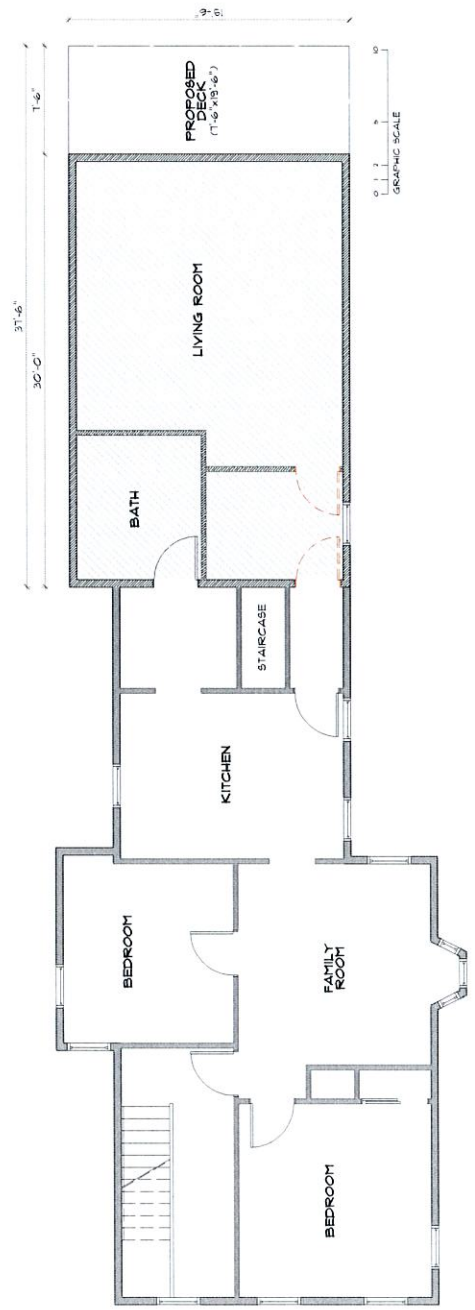 37'-6"
30'-0"
7'-6"
19'-6"
PROPOSED
DECK
(7'-6"x19'-6")
LIVING ROOM
BATH
STAIRCASE
KITCHEN
BEDROOM
FAMILY
ROOM
BEDROOM
0 1 2 5 10
GRAPHIC SCALE